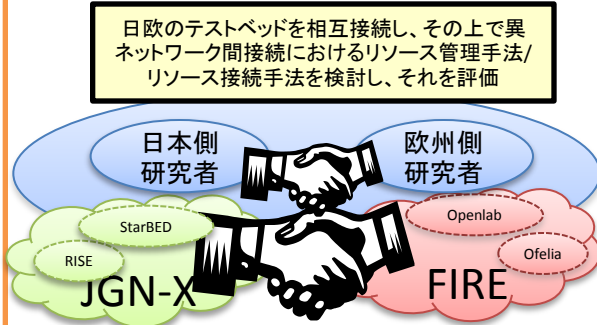 日欧のテストベッドを相互接続し、その上で異
ネットワーク間接続におけるリソース管理手法/
リソース接続手法を検討し、それを評価
日本側
研究者
欧州側
研究者
StarBED
RISE
JGN-X
Openlab
Ofelia
FIRE